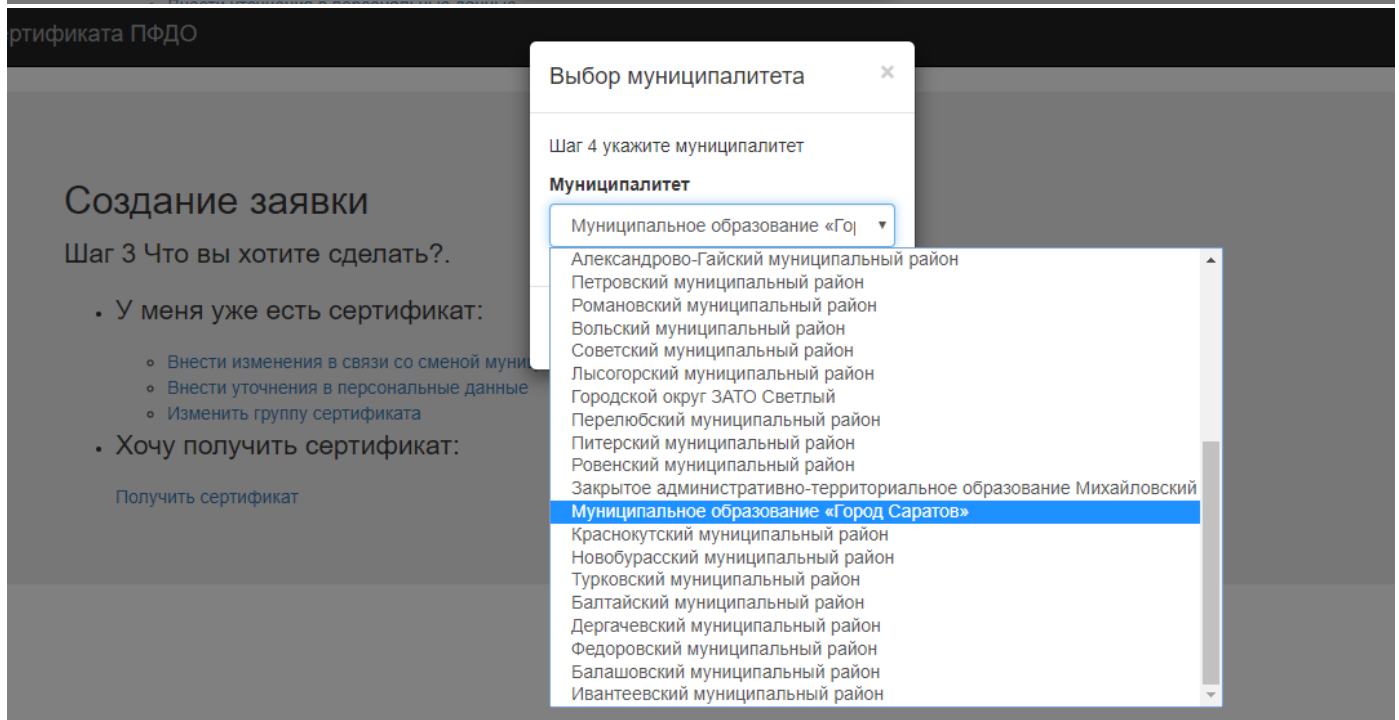 Внести уточнения в персональные данные
ртификата ПФДО
Выбор муниципалитета ×
Шаг 4 укажите муниципалитет
Муниципалитет
Муниципальное образование «Гор
Создание заявки
Шаг 3 Что вы хотите сделать?.
У меня уже есть сертификат:
Внести изменения в связи со сменой муни
Внести уточнения в персональные данные
Изменить группу сертификата
Хочу получить сертификат:
Получить сертификат
Александрово-Гайский муниципальный район
Петровский муниципальный район
Романовский муниципальный район
Вольский муниципальный район
Советский муниципальный район
Лысогорский муниципальный район
Городской округ ЗАТО Светлый
Перелюбский муниципальный район
Питерский муниципальный район
Ровенский муниципальный район
Закрытое административно-территориальное образование Михайловский
Муниципальное образование «Город Саратов»
Краснокутский муниципальный район
Новобурасский муниципальный район
Турковский муниципальный район
Балтайский муниципальный район
Дергачевский муниципальный район
Федоровский муниципальный район
Балашовский муниципальный район
Ивантеевский муниципальный район